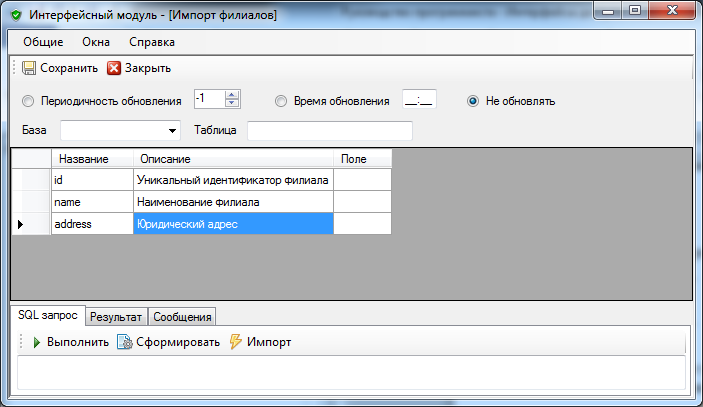 Интерфейсный модуль - [Импорт филиалов]
Общие Окна Справка
Сохранить Закрыть
Периодичность обновления -1 Время обновления __:__ Не обновлять
База Таблица
Название Описание Поле
id Уникальный идентификатор филиала
name Наименование филиала
address Юридический адрес
SQL запрос Результат Сообщения
Выполнить Сформировать Импорт